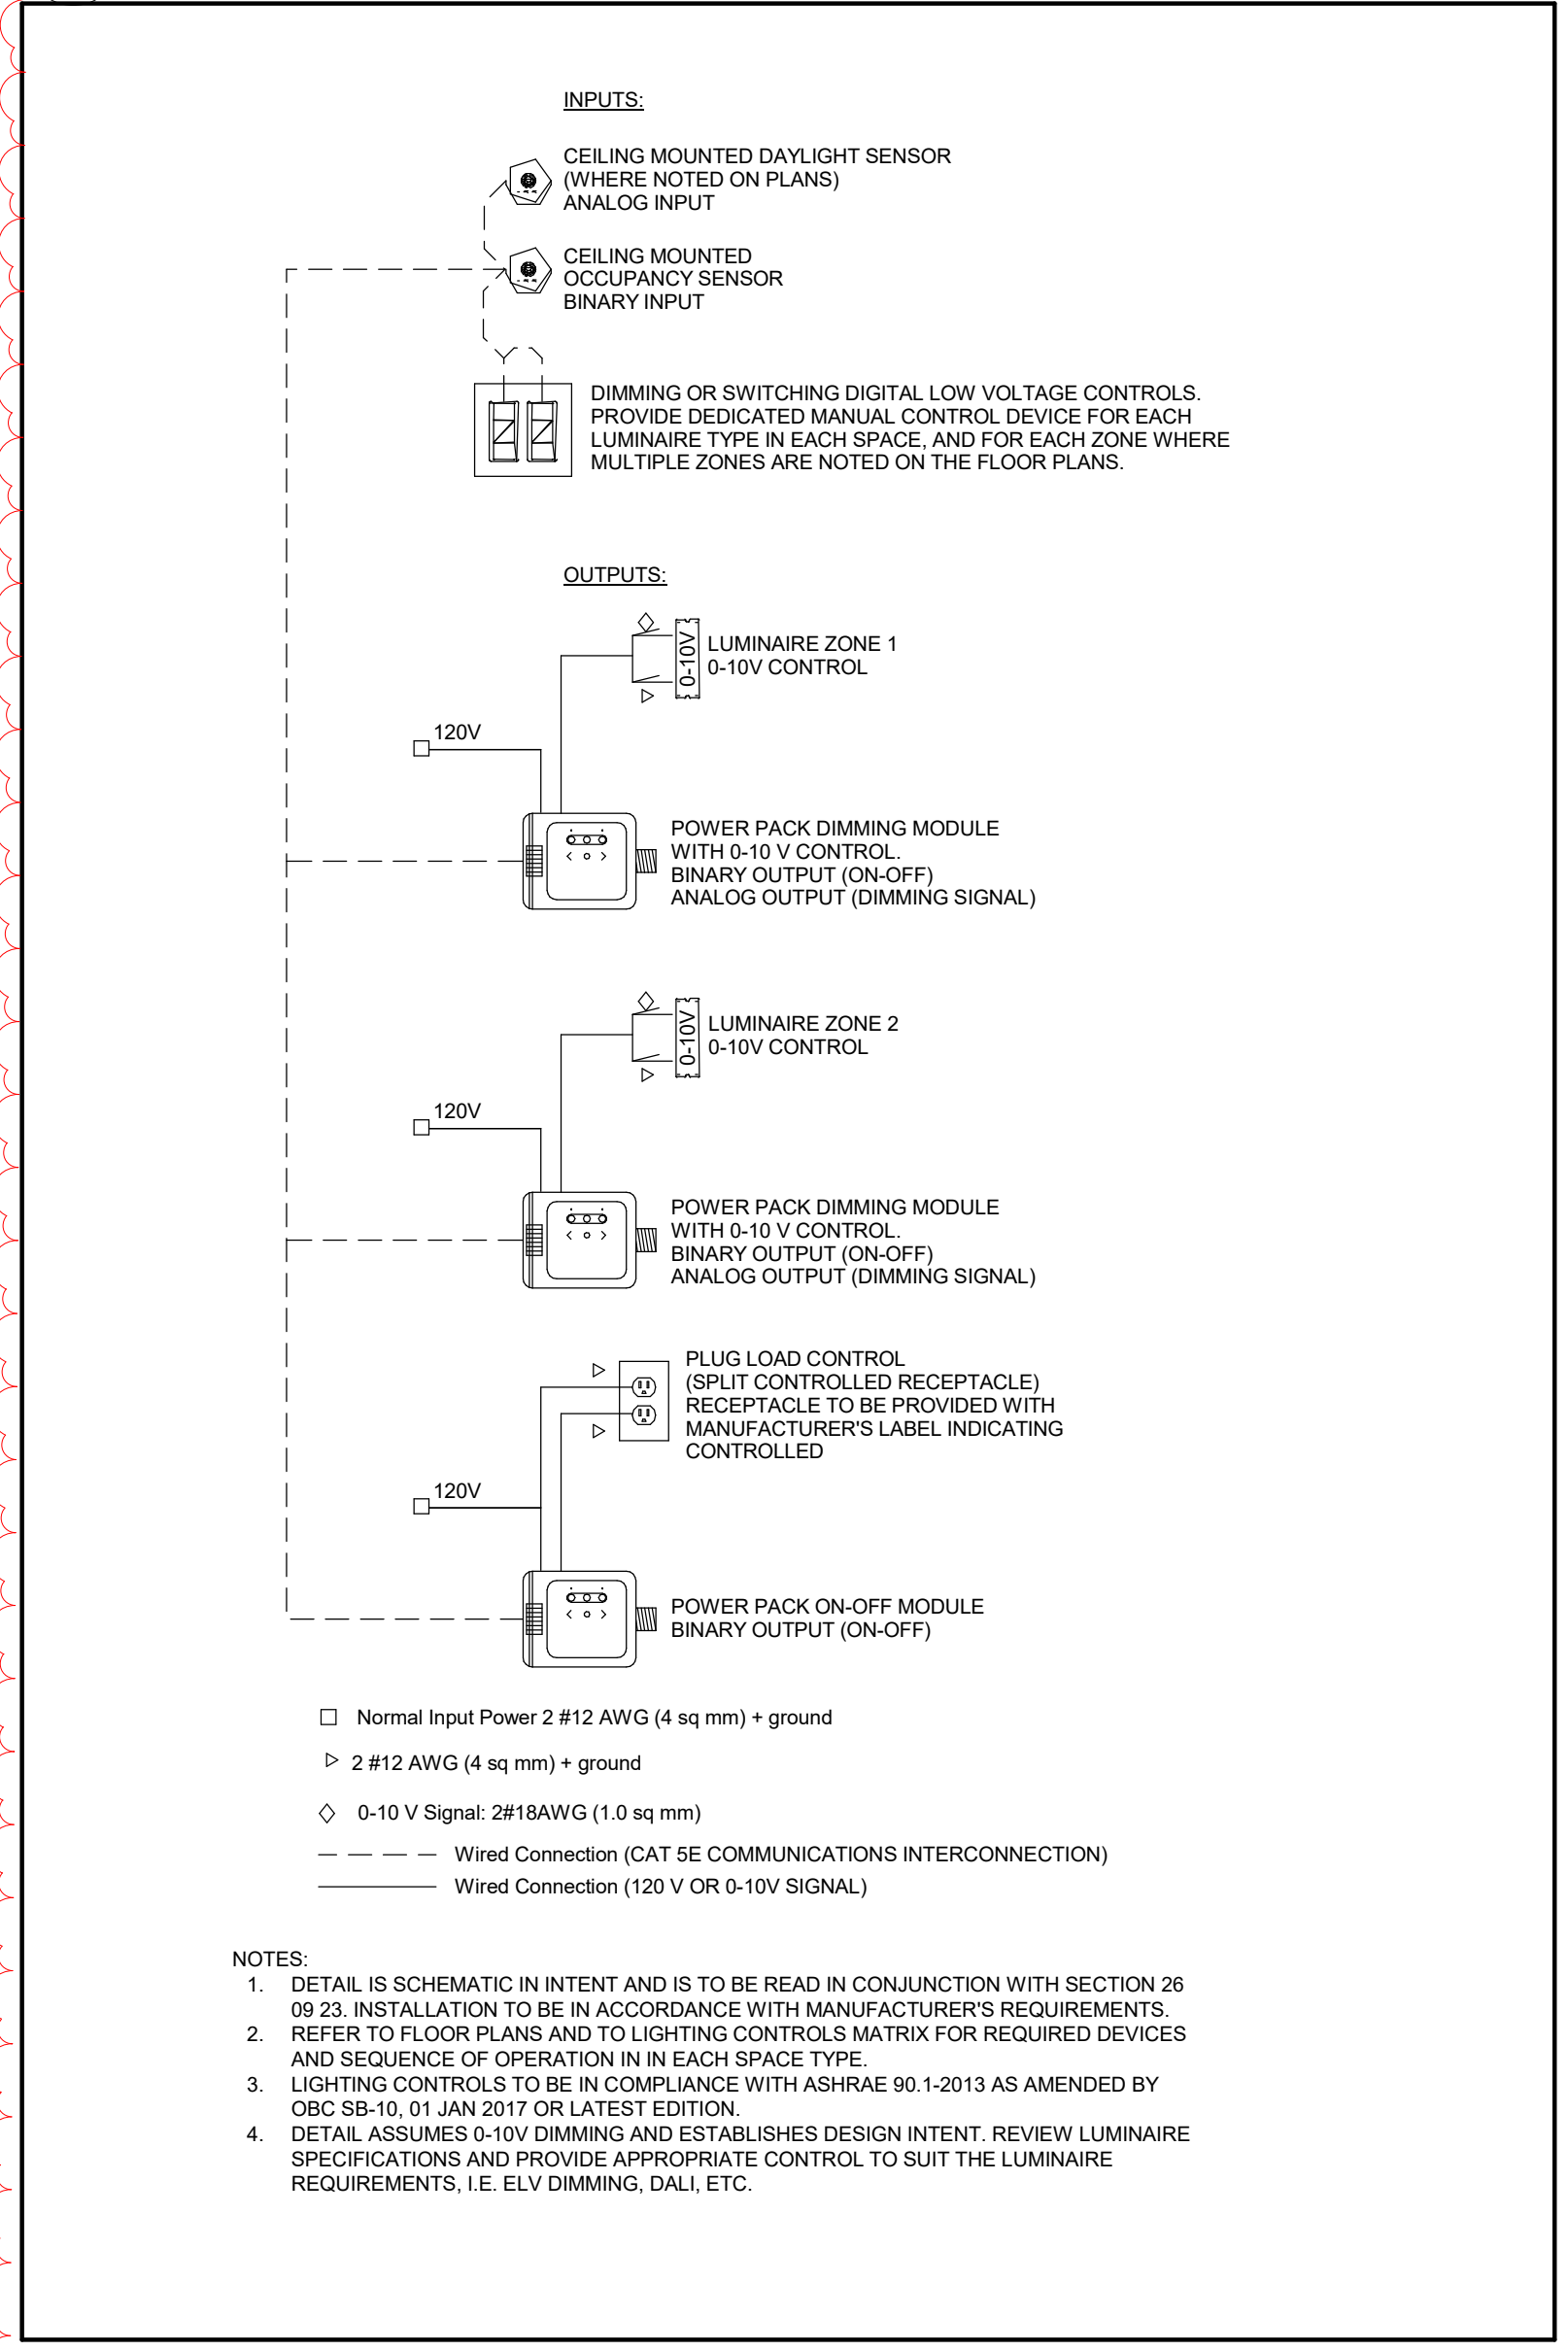 INPUTS:
CEILING MOUNTED DAYLIGHT SENSOR
(WHERE NOTED ON PLANS)
ANALOG INPUT
CEILING MOUNTED
OCCUPANCY SENSOR
BINARY INPUT
DIMMING OR SWITCHING DIGITAL LOW VOLTAGE CONTROLS.
PROVIDE DEDICATED MANUAL CONTROL DEVICE FOR EACH
LUMINAIRE TYPE IN EACH SPACE, AND FOR EACH ZONE WHERE
MULTIPLE ZONES ARE NOTED ON THE FLOOR PLANS.
OUTPUTS:
0-10V
LUMINAIRE ZONE 1
0-10V CONTROL
120V
POWER PACK DIMMING MODULE
WITH 0-10 V CONTROL.
BINARY OUTPUT (ON-OFF)
ANALOG OUTPUT (DIMMING SIGNAL)
0-10V
LUMINAIRE ZONE 2
0-10V CONTROL
120V
POWER PACK DIMMING MODULE
WITH 0-10 V CONTROL.
BINARY OUTPUT (ON-OFF)
ANALOG OUTPUT (DIMMING SIGNAL)
PLUG LOAD CONTROL
(SPLIT CONTROLLED RECEPTACLE)
RECEPTACLE TO BE PROVIDED WITH
MANUFACTURER'S LABEL INDICATING
CONTROLLED
120V
POWER PACK ON-OFF MODULE
BINARY OUTPUT (ON-OFF)
Normal Input Power 2 #12 AWG (4 sq mm) + ground
2 #12 AWG (4 sq mm) + ground
0-10 V Signal: 2#18AWG (1.0 sq mm)
Wired Connection (CAT 5E COMMUNICATIONS INTERCONNECTION)
Wired Connection (120 V OR 0-10V SIGNAL)
NOTES:
1. DETAIL IS SCHEMATIC IN INTENT AND IS TO BE READ IN CONJUNCTION WITH SECTION 26
09 23. INSTALLATION TO BE IN ACCORDANCE WITH MANUFACTURER'S REQUIREMENTS.
2. REFER TO FLOOR PLANS AND TO LIGHTING CONTROLS MATRIX FOR REQUIRED DEVICES
AND SEQUENCE OF OPERATION IN IN EACH SPACE TYPE.
3. LIGHTING CONTROLS TO BE IN COMPLIANCE WITH ASHRAE 90.1-2013 AS AMENDED BY
OBC SB-10, 01 JAN 2017 OR LATEST EDITION.
4. DETAIL ASSUMES 0-10V DIMMING AND ESTABLISHES DESIGN INTENT. REVIEW LUMINAIRE
SPECIFICATIONS AND PROVIDE APPROPRIATE CONTROL TO SUIT THE LUMINAIRE
REQUIREMENTS, I.E. ELV DIMMING, DALI, ETC.